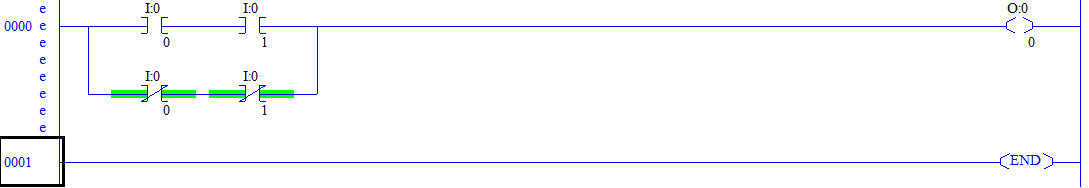 e I:0 I:0 O:0
0000 e
e 0 1 0
e
e I:0 I:0
e
e 0 1
e
0001 END